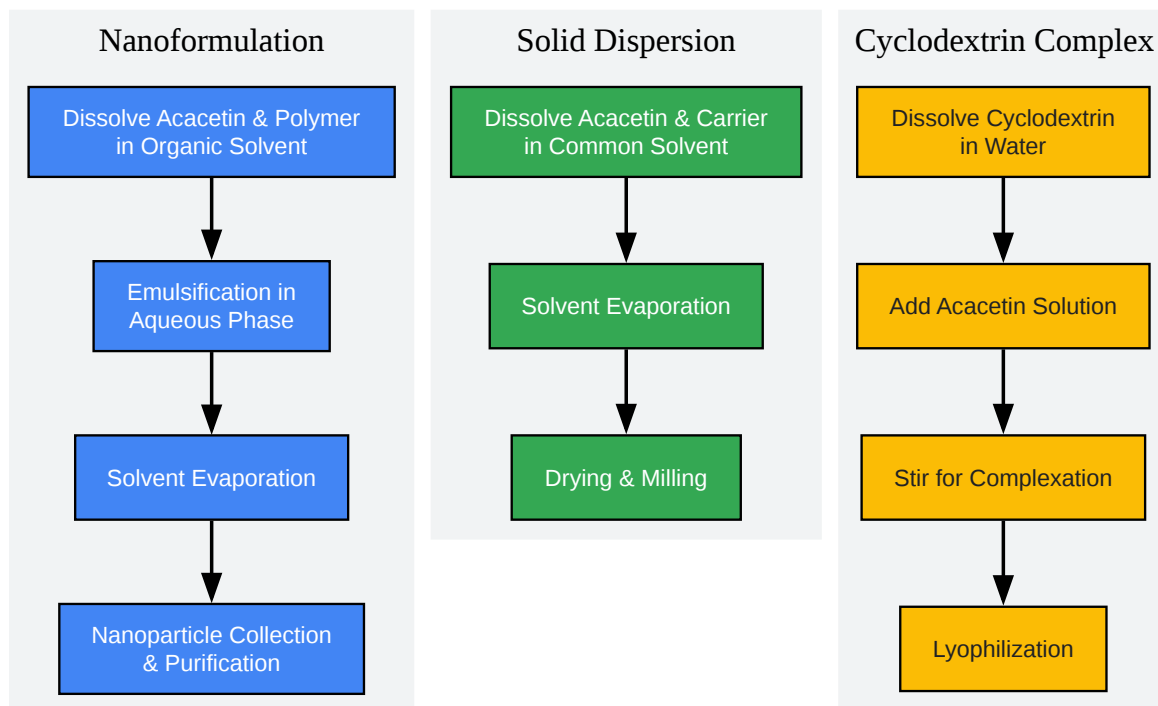 Nanoformulation
Dissolve Acacetin & Polymer
in Organic Solvent
Emulsification in
Aqueous Phase
Solvent Evaporation
Nanoparticle Collection
& Purification
Solid Dispersion
Dissolve Acacetin & Carrier
in Common Solvent
Solvent Evaporation
Drying & Milling
Cyclodextrin Complex
Dissolve Cyclodextrin
in Water
Add Acacetin Solution
Stir for Complexation
Lyophilization